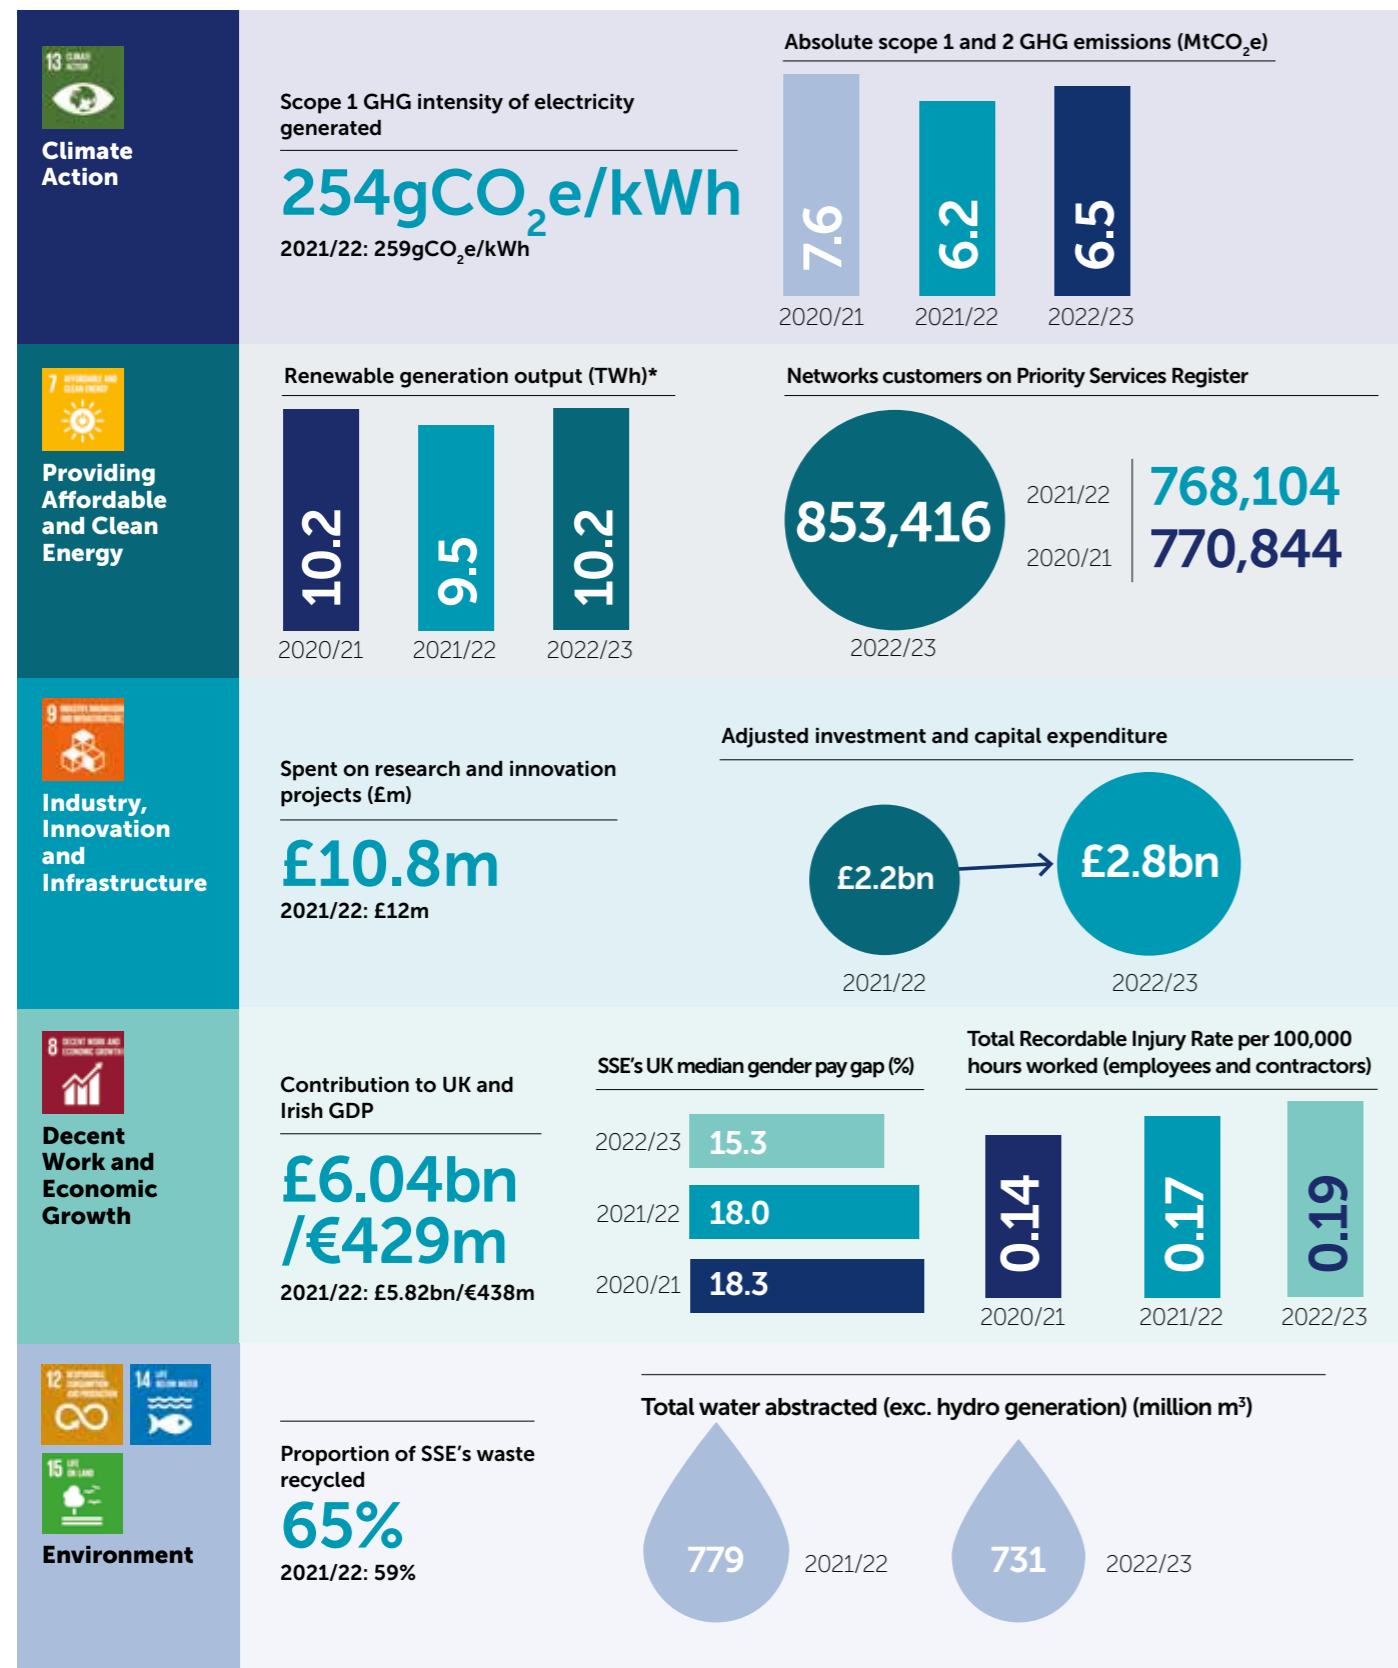 13 CLIMATE
ACTION
Climate
Action
Scope 1 GHG intensity of electricity
generated
254gCO₂e/kWh
2021/22: 259gCO₂e/kWh
Absolute scope 1 and 2 GHG emissions (MtCO₂e)
7.6
6.2
6.5
2020/21
2021/22
2022/23
7 AFFORDABLE AND
CLEAN ENERGY
Providing
Affordable
and Clean
Energy
Renewable generation output (TWh)*
10.2
9.5
10.2
2020/21
2021/22
2022/23
Networks customers on Priority Services Register
853,416
2022/23
2021/22 768,104
2020/21 770,844
9 INDUSTRY, INNOVATION
AND INFRASTRUCTURE
Industry,
Innovation
and
Infrastructure
Spent on research and innovation
projects (£m)
£10.8m
2021/22: £12m
Adjusted investment and capital expenditure
£2.2bn
£2.8bn
2021/22
2022/23
8 DECENT WORK AND
ECONOMIC GROWTH
Decent
Work and
Economic
Growth
Contribution to UK and
Irish GDP
£6.04bn
/€429m
2021/22: £5.82bn/€438m
SSE's UK median gender pay gap (%)
2022/23 15.3
2021/22 18.0
2020/21 18.3
Total Recordable Injury Rate per 100,000
hours worked (employees and contractors)
0.14
0.17
0.19
2020/21
2021/22
2022/23
12 RESPONSIBLE
CONSUMPTION
AND PRODUCTION
14 LIFE
BELOW WATER
15 LIFE
ON LAND
Environment
Proportion of SSE's waste
recycled
65%
2021/22: 59%
Total water abstracted (exc. hydro generation) (million m³)
779
2021/22
731
2022/23